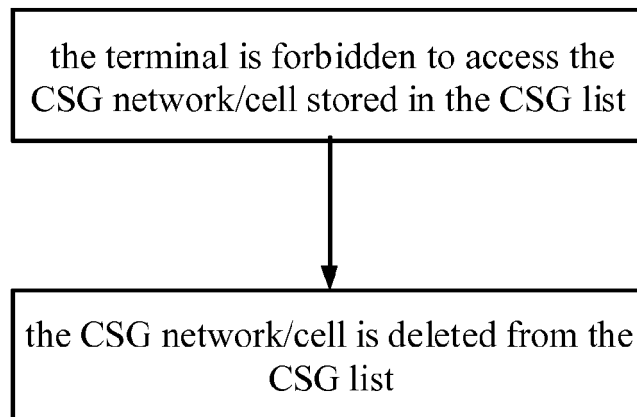 the terminal is forbidden to access the
CSG network/cell stored in the CSG list
the CSG network/cell is deleted from the
CSG list